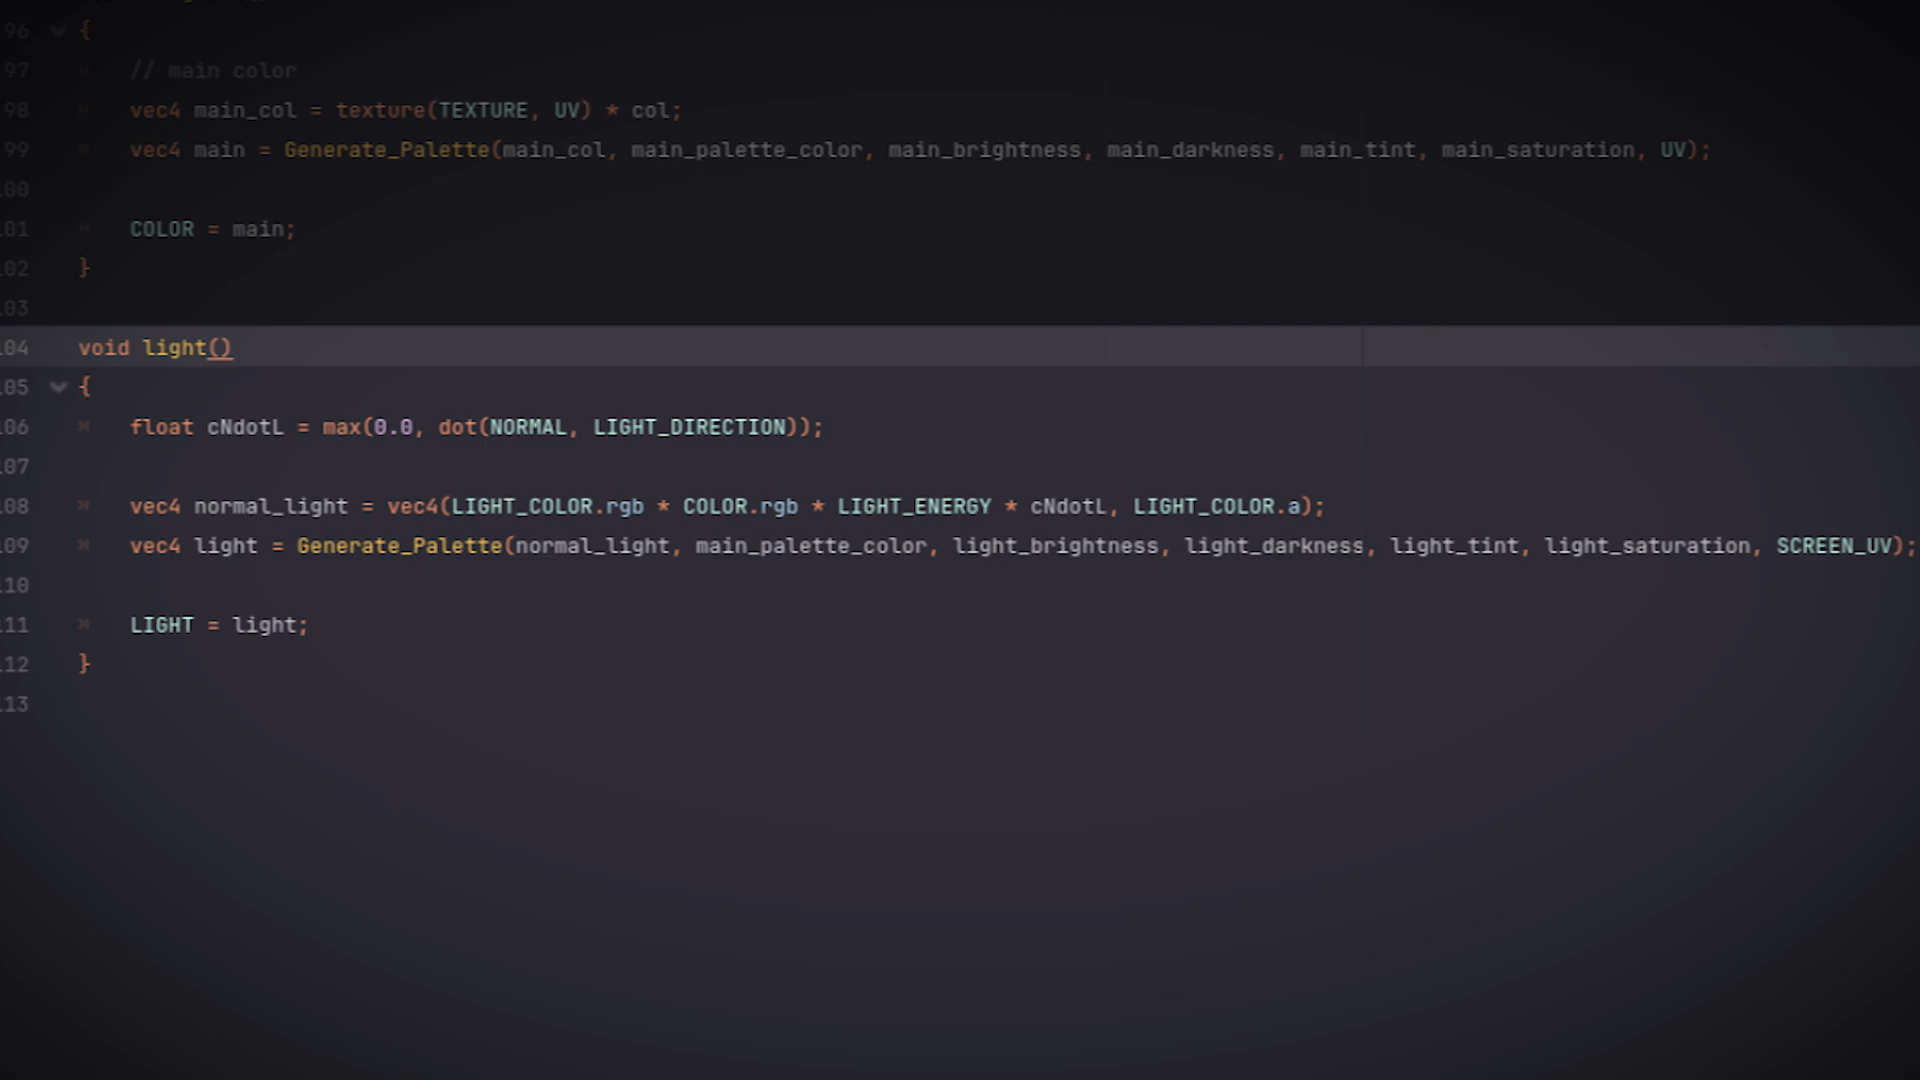 96 {
97 // main color
98 vec4 main_col = texture(TEXTURE, UV) * col;
99 vec4 main = Generate_Palette(main_col, main_palette_color, main_brightness, main_darkness, main_tint, main_saturation, UV);
100
101 COLOR = main;
102 }
103
104 void light()
105 {
106 float cNdotL = max(0.0, dot(NORMAL, LIGHT_DIRECTION));
107
108 vec4 normal_light = vec4(LIGHT_COLOR.rgb * COLOR.rgb * LIGHT_ENERGY * cNdotL, LIGHT_COLOR.a);
109 vec4 light = Generate_Palette(normal_light, main_palette_color, light_brightness, light_darkness, light_tint, light_saturation, SCREEN_UV);
110
111 LIGHT = light;
112 }
113